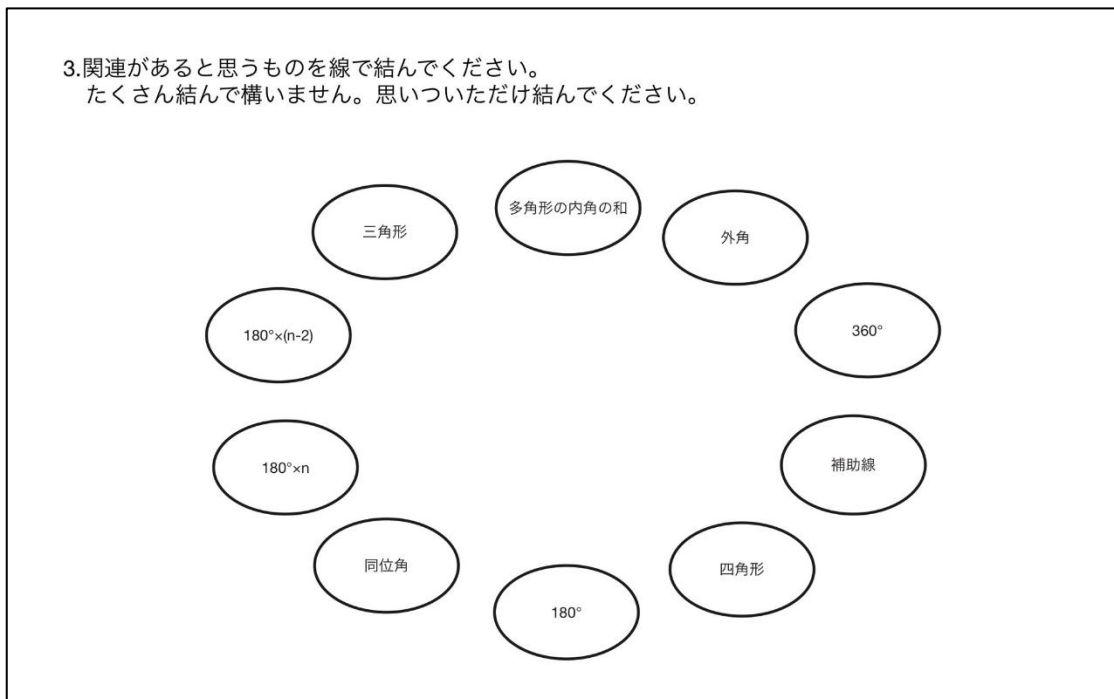 3.関連があると思うものを線で結んでください。
たくさん結んで構いません。思いついただけ結んでください。
多角形の内角の和
三角形
外角
180°×(n-2)
360°
180°×n
補助線
同位角
四角形
180°